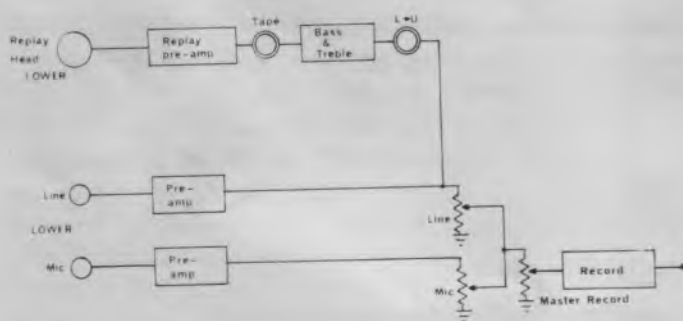 Tape
L→U
Replay
Head
LOWER
Replay
pre-amp
Bass
&
Treble
Line
Pre-
amp
Line
LOWER
Mic
Pre-
amp
Mic
Record
Master Record